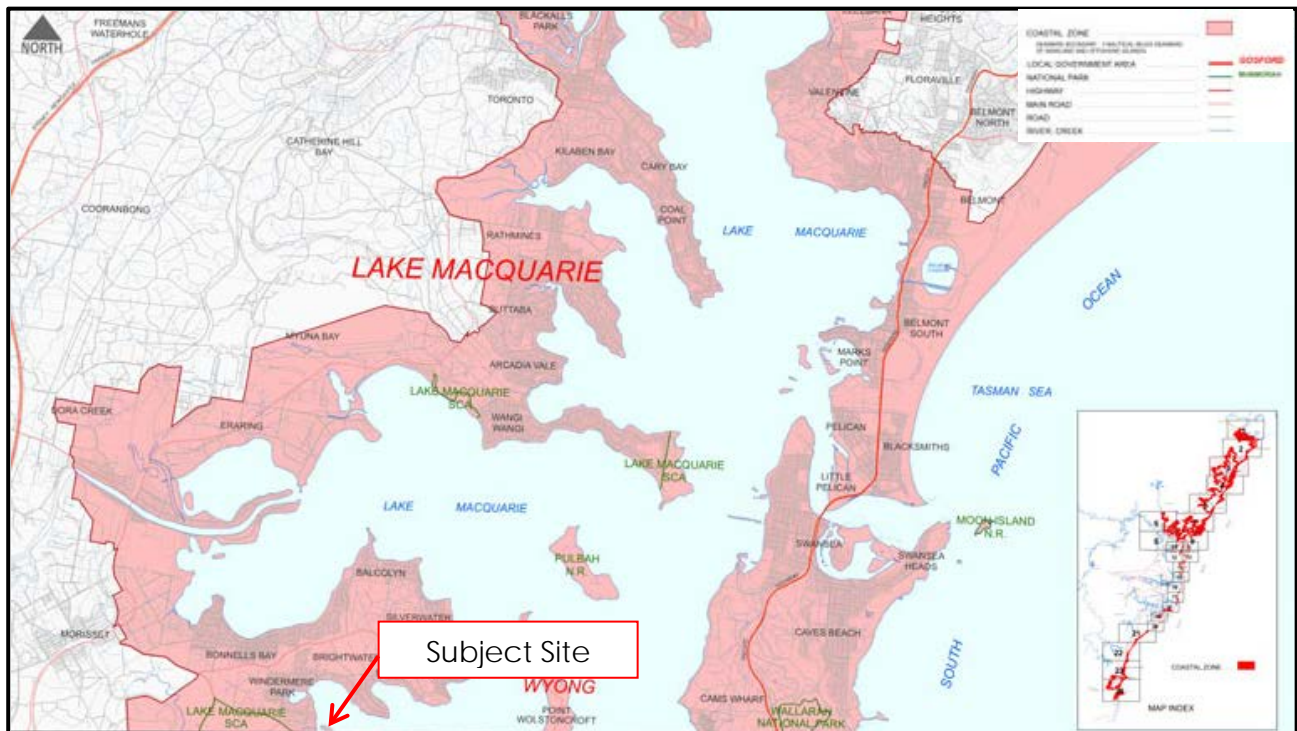 NORTH
FREEMANS
WATERHOLE
BLACKALLS
PARK
HEIGHTS
COASTAL ZONE
LOCAL GOVERNMENT AREA
GOSFORD
NATIONAL PARK
HIGHWAY
MAIN ROAD
ROAD
RIVER, CREEK
FLORAVILLE
VALENTINE
BELMONT
NORTH
TORONTO
CATHERINE HILL
BAY
KILABEN BAY
CARY BAY
COORANBONG
COAL
POINT
BELMONT
LAKE MACQUARIE
RATHMINES
LAKE MACQUARIE
OCEAN
BUTTABA
MYUNA BAY
BELMONT
SOUTH
MARKS
POINT
ARCADIA VALE
LAKE MACQUARIE
SCA
TASMAN SEA
DORA CREEK
ERARING
WANGI
WANGI
PELICAN
BLACKSMITHS
PACIFIC
LAKE MACQUARIE
SCA
LITTLE
PELICAN
LAKE MACQUARIE
MOON ISLAND
N.R.
SWANSEA
SWANSEA
HEADS
PULBAH
N.R.
BALCOLYN
SILVERWATER
MORISSET
CAVES BEACH
BONNELLS BAY
BRIGHTWATER
Subject Site
SOUTH
WINDERMERE
PARK
WYONG
CAMS WHARF
LAKE MACQUARIE
SCA
POINT
WOLSTONCROFT
WALLARAH
NATIONAL PARK
COASTAL ZONE
MAP INDEX